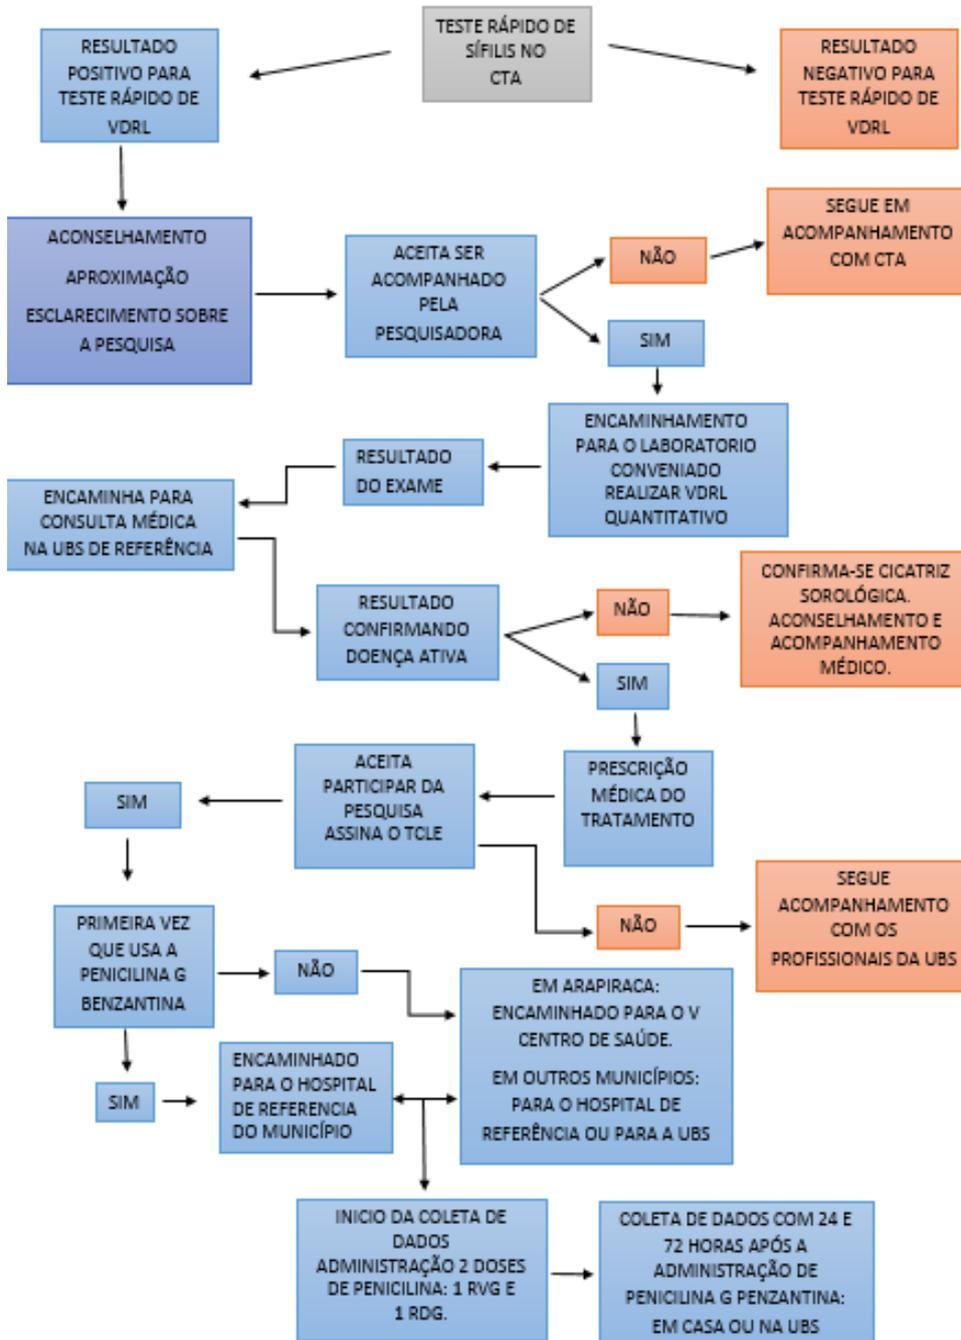 TESTE RÁPIDO DE
SÍFILIS NO
CTA
RESULTADO
POSITIVO PARA
TESTE RÁPIDO DE
VDRL
RESULTADO
NEGATIVO PARA
TESTE RÁPIDO DE
VDRL
ACONSELHAMENTO
APROXIMAÇÃO
ESCLARECIMENTO SOBRE
A PESQUISA
ACEITA SER
ACOMPANHADO
PELA
PESQUISADORA
NÃO
SEGUE EM
ACOMPANHAMENTO
COM CTA
SIM
ENCAMINHAMENTO
PARA O LABORATORIO
CONVENIADO
REALIZAR VDRL
QUANTITATIVO
RESULTADO
DO EXAME
ENCAMINHA PARA
CONSULTA MÉDICA
NA UBS DE REFERÊNCIA
RESULTADO
CONFIRMANDO
DOENÇA ATIVA
NÃO
CONFIRMA-SE CICATRIZ
SOROLÓGICA.
ACONSELHAMENTO E
ACOMPANHAMENTO
MÉDICO.
SIM
PRESCRIÇÃO
MÉDICA DO
TRATAMENTO
ACEITA
PARTICIPAR DA
PESQUISA
ASSINA O TCLE
SIM
NÃO
SEGUE
ACOMPANHAMENTO
COM OS
PROFISSIONAIS DA UBS
PRIMEIRA VEZ
QUE USA A
PENICILINA G
BENZANTINA
NÃO
EM ARAPIRACA:
ENCAMINHADO PARA O V
CENTRO DE SAÚDE.
EM OUTROS MUNICÍPIOS:
PARA O HOSPITAL DE
REFERÊNCIA OU PARA A UBS
SIM
ENCAMINHADO
PARA O HOSPITAL
DE REFERENCIA
DO MUNICÍPIO
INICIO DA COLETA DE
DADOS
ADMINISTRAÇÃO 2 DOSES
DE PENICILINA: 1 RVG E
1 RDG.
COLETA DE DADOS COM 24 E
72 HORAS APÓS A
ADMINISTRAÇÃO DE
PENICILINA G PENZANTINA:
EM CASA OU NA UBS